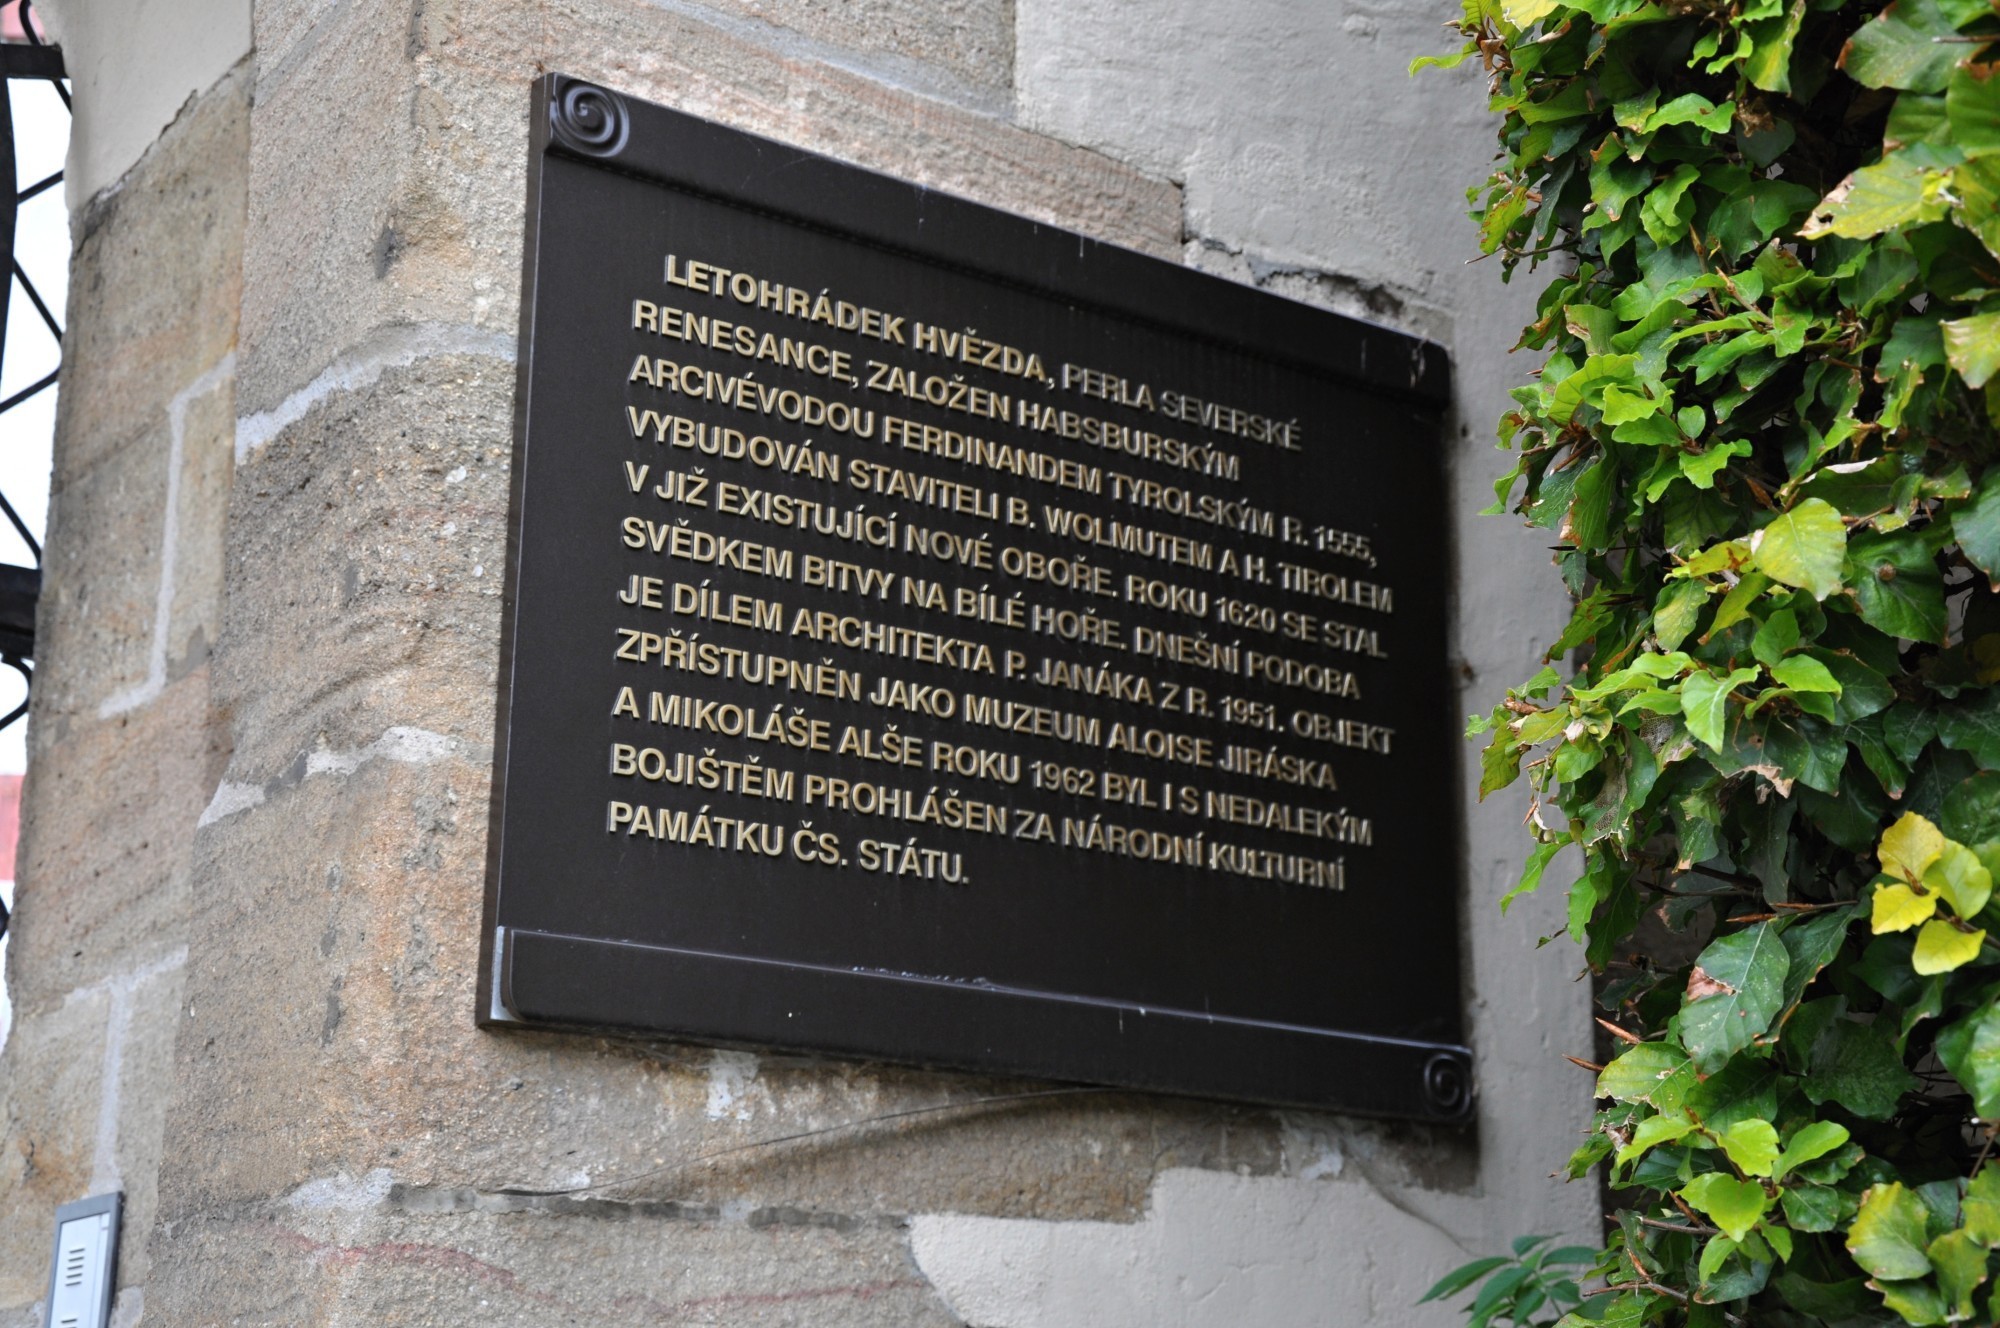 LETOHRÁDEK HVĚZDA, PERLA SEVERSKÉ
RENESANCE, ZALOŽEN HABSBURSKÝM
ARCIVÉVODOU FERDINANDEM TYROLSKÝM R. 1555,
VYBUDOVÁN STAVITELI B. WOLMUTEM A H. TIROLEM
V JIŽ EXISTUJÍCÍ NOVÉ OBOŘE. ROKU 1620 SE STAL
SVĚDKEM BITVY NA BÍLÉ HOŘE. DNEŠNÍ PODOBA
JE DÍLEM ARCHITEKTA P. JANÁKA Z R. 1951. OBJEKT
ZPŘÍSTUPNĚN JAKO MUZEUM ALOISE JIRÁSKA
A MIKOLÁŠE ALŠE ROKU 1962 BYL I S NEDALEKÝM
BOJIŠTĚM PROHLÁŠEN ZA NÁRODNÍ KULTURNÍ
PAMÁTKU ČS. STÁTU.